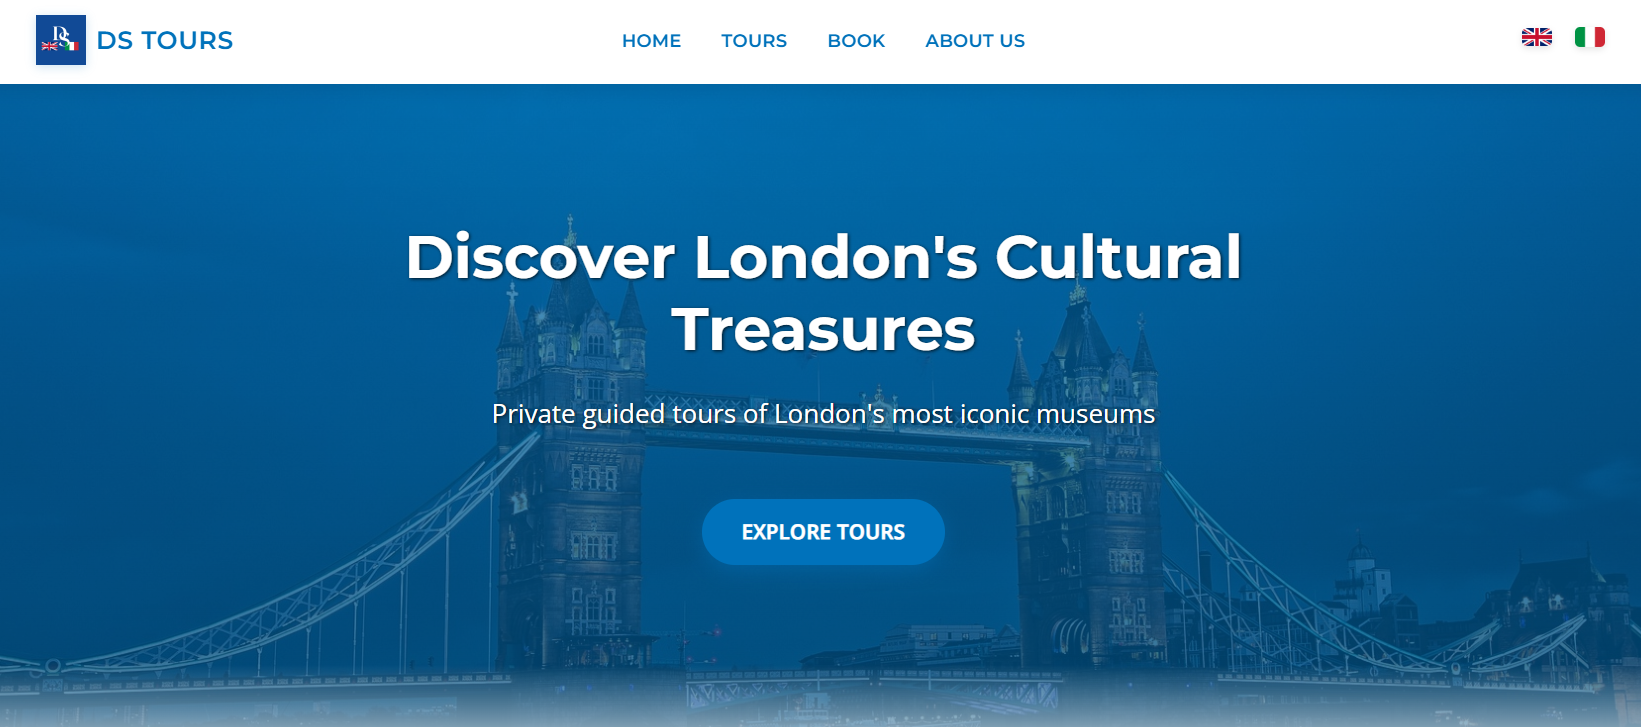 DS
DS TOURS
HOME
TOURS
BOOK
ABOUT US
Discover London's Cultural
Treasures
Private guided tours of London's most iconic museums
EXPLORE TOURS